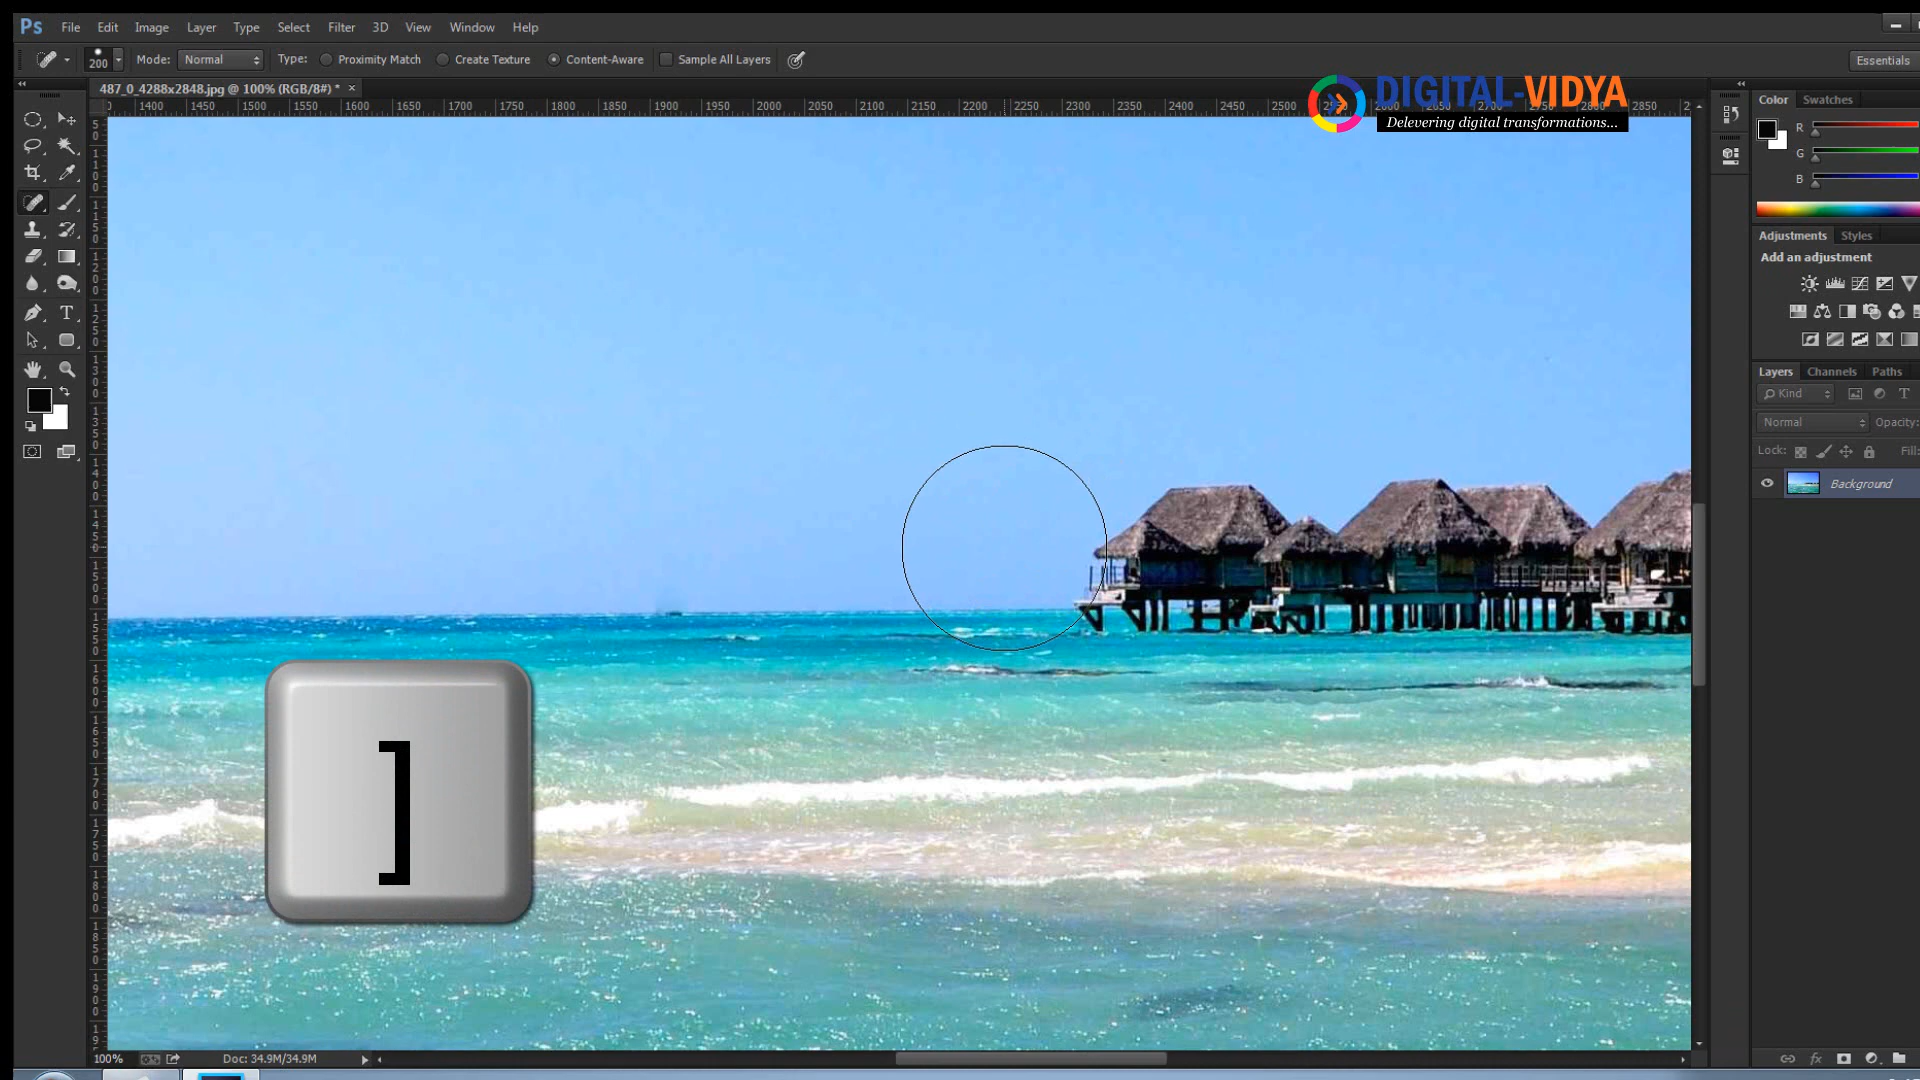 Ps File Edit Image Layer Type Select Filter 3D View Window Help
200 Mode: Normal Type: Proximity Match Create Texture Content-Aware Sample All Layers Essentials
487_0_4288x2848.jpg @ 100% (RGB/8#) * ×
1400 1450 1500 1550 1600 1650 1700 1750 1800 1850 1900 1950 2000 2050 2100 2150 2200 2250 2300 2350 2400 2450 2500
DIGITAL-VIDYA
Delevering digital transformations...
Color Swatches
R
G
B
Adjustments Styles
Add an adjustment
Layers Channels Paths
Kind
Normal Opacity:
Lock: Fill:
Background
]
100% Doc: 34.9M/34.9M